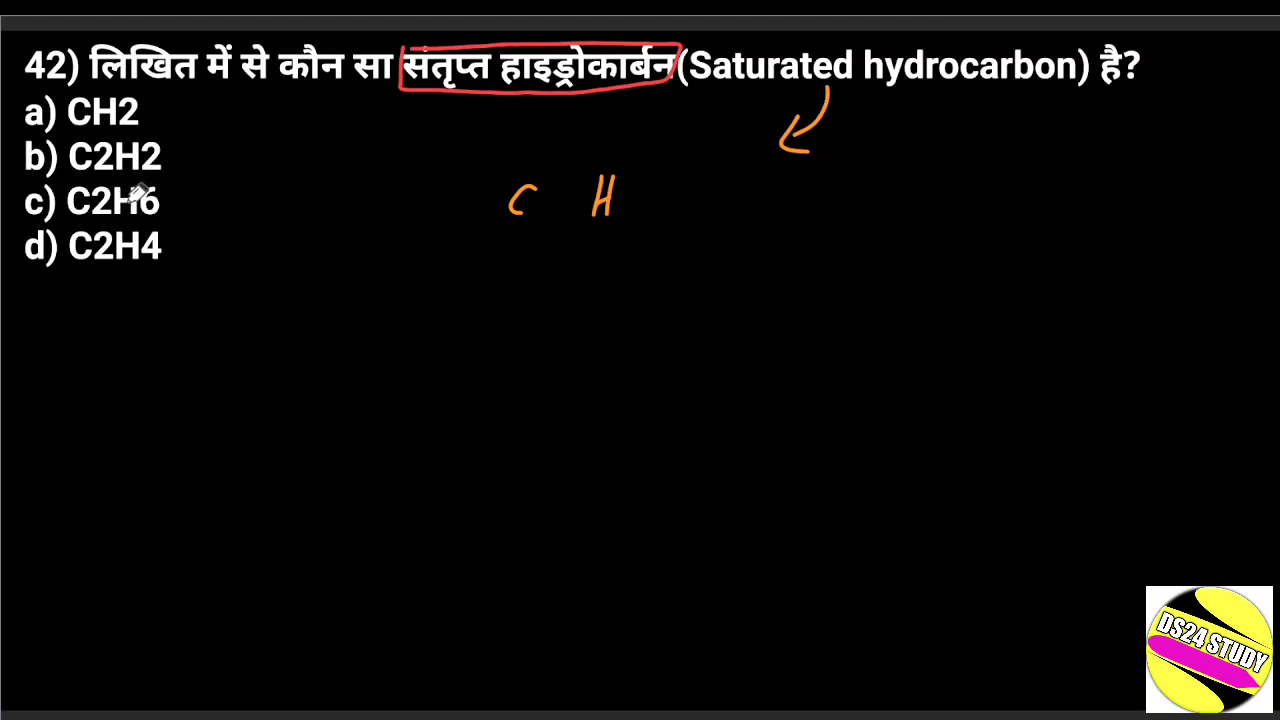 42) लिखित में से कौन सा संतृप्त हाइड्रोकार्बन(Saturated hydrocarbon) है?
a) CH2
b) C2H2
c) C2H6
d) C2H4
C H
DS24 STUDY